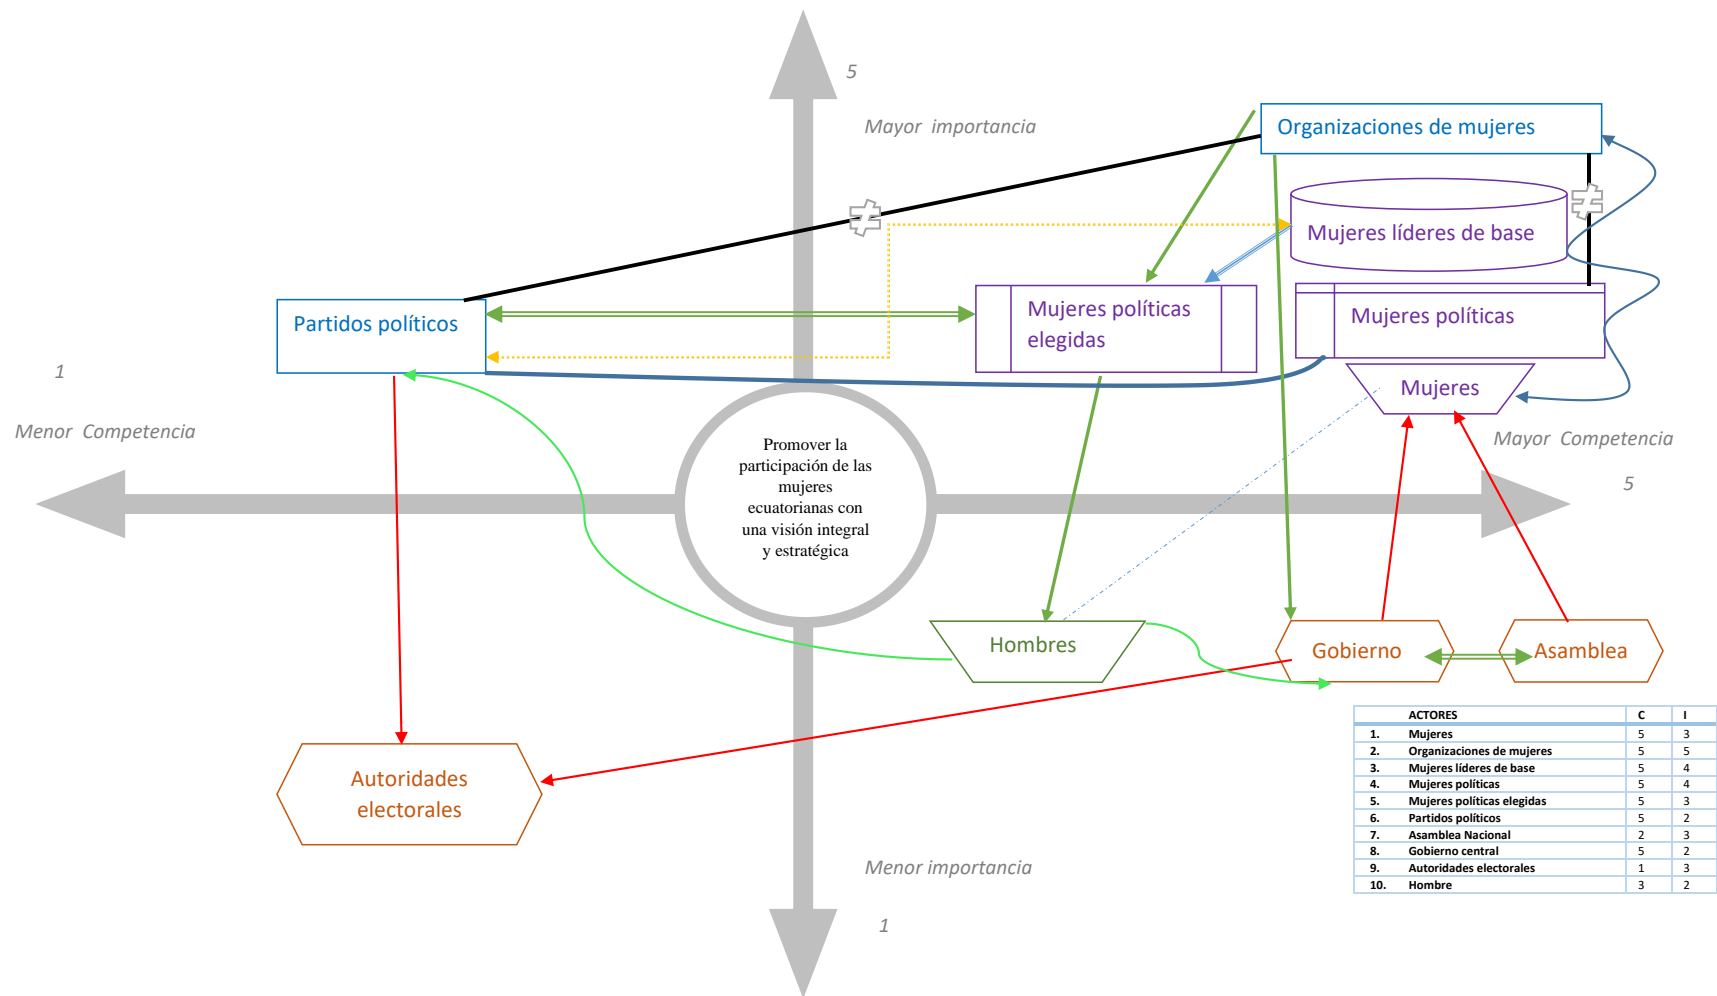 5
Mayor importancia
Organizaciones de mujeres
≠
≠
Mujeres líderes de base
Partidos políticos
Mujeres políticas
elegidas
Mujeres políticas
1
Mujeres
Menor Competencia
Mayor Competencia
Promover la
participación de las
mujeres
ecuatorianas con
una visión integral
y estratégica
5
Hombres
Gobierno
Asamblea
Autoridades
electorales
ACTORES C I
1. Mujeres 5 3
2. Organizaciones de mujeres 5 5
3. Mujeres líderes de base 5 4
4. Mujeres políticas 5 4
5. Mujeres políticas elegidas 5 3
6. Partidos políticos 5 2
7. Asamblea Nacional 2 3
8. Gobierno central 5 2
9. Autoridades electorales 1 3
10. Hombre 3 2
Menor importancia
1